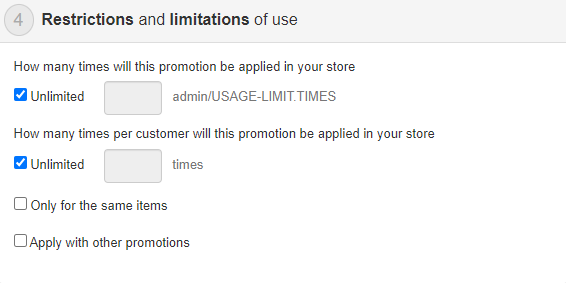 4 Restrictions and limitations of use
How many times will this promotion be applied in your store
Unlimited admin/USAGE-LIMIT.TIMES
How many times per customer will this promotion be applied in your store
Unlimited times
Only for the same items
Apply with other promotions